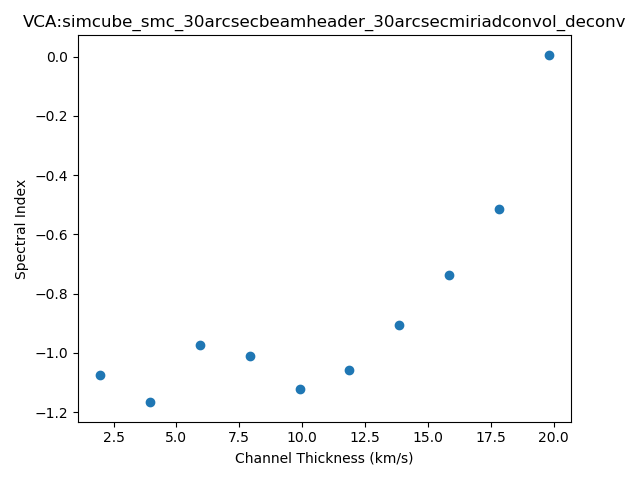 VCA:simcube_smc_30arcsecbeamheader_30arcsecmiriadconvol_deconv
0.0
−0.2
−0.4
−0.6
−0.8
−1.0
−1.2
Spectral Index
2.5 5.0 7.5 10.0 12.5 15.0 17.5 20.0
Channel Thickness (km/s)